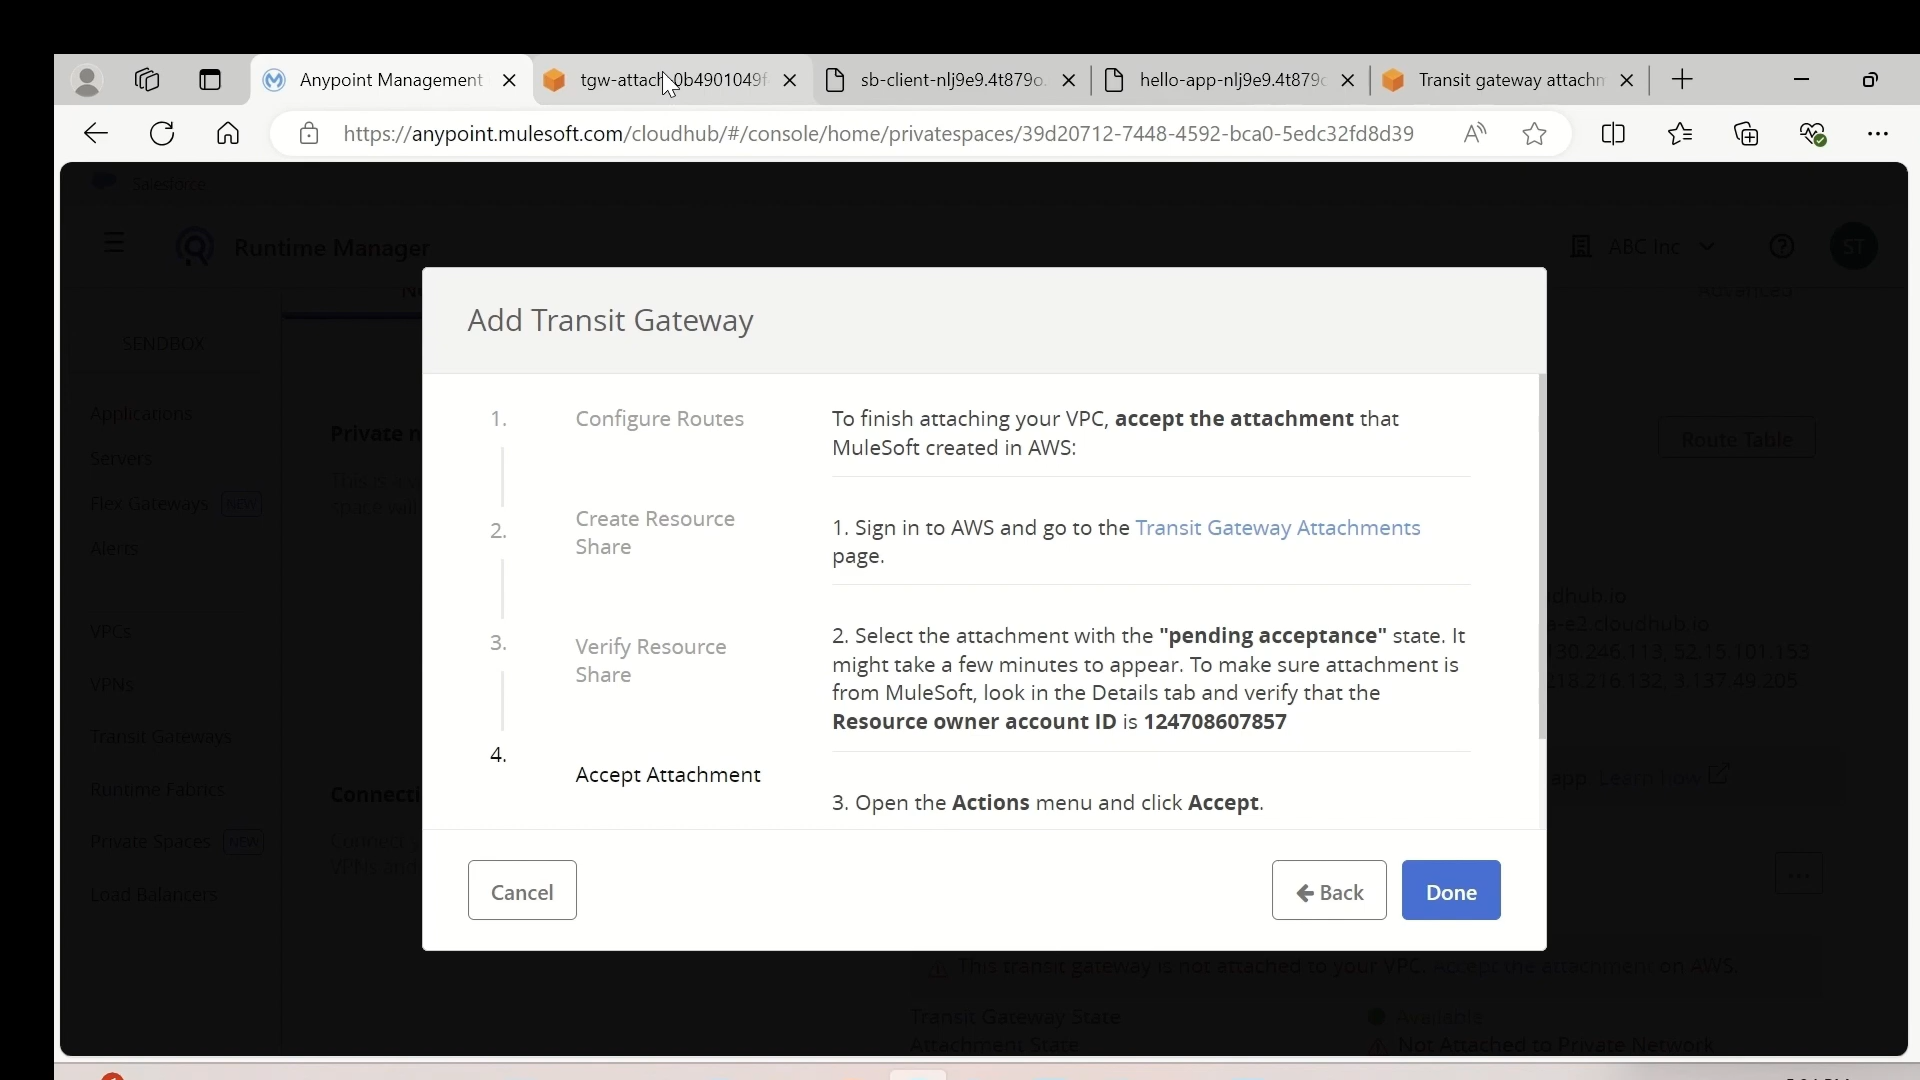 Anypoint Management
tgw-attach-0b4901049f
sb-client-nlj9e9.4t879o.
hello-app-nlj9e9.4t879c
Transit gateway attachm
https://anypoint.mulesoft.com/cloudhub/#/console/home/privatespaces/39d20712-7448-4592-bca0-5edc32fd8d39
Salesforce
Runtime Manager
ABC Inc
ST
Advanced
SENDBOX
Applications
Servers
Flex Gateways NEW
Alerts
VPCs
VPNs
Transit Gateways
Runtime Fabrics
Private Spaces NEW
Load Balancers
Private n
This is
space will
Connecti
Connect
VPNs and
Route Table
Add Transit Gateway
1. Configure Routes
2. Create Resource
Share
3. Verify Resource
Share
4. Accept Attachment
To finish attaching your VPC, accept the attachment that
MuleSoft created in AWS:
1. Sign in to AWS and go to the Transit Gateway Attachments
page.
2. Select the attachment with the "pending acceptance" state. It
might take a few minutes to appear. To make sure attachment is
from MuleSoft, look in the Details tab and verify that the
Resource owner account ID is 124708607857
3. Open the Actions menu and click Accept.
Cancel
Back
Done
dhub.io
a-e2.cloudhub.io
130.246.113, 52.15.101.153
218.216.132, 3.137.49.205
app. Learn how
This transit gateway is not attached to your VPC. Accept the attachment on AWS.
Transit Gateway State
Available
Attachment State
Not Attached to Private Network